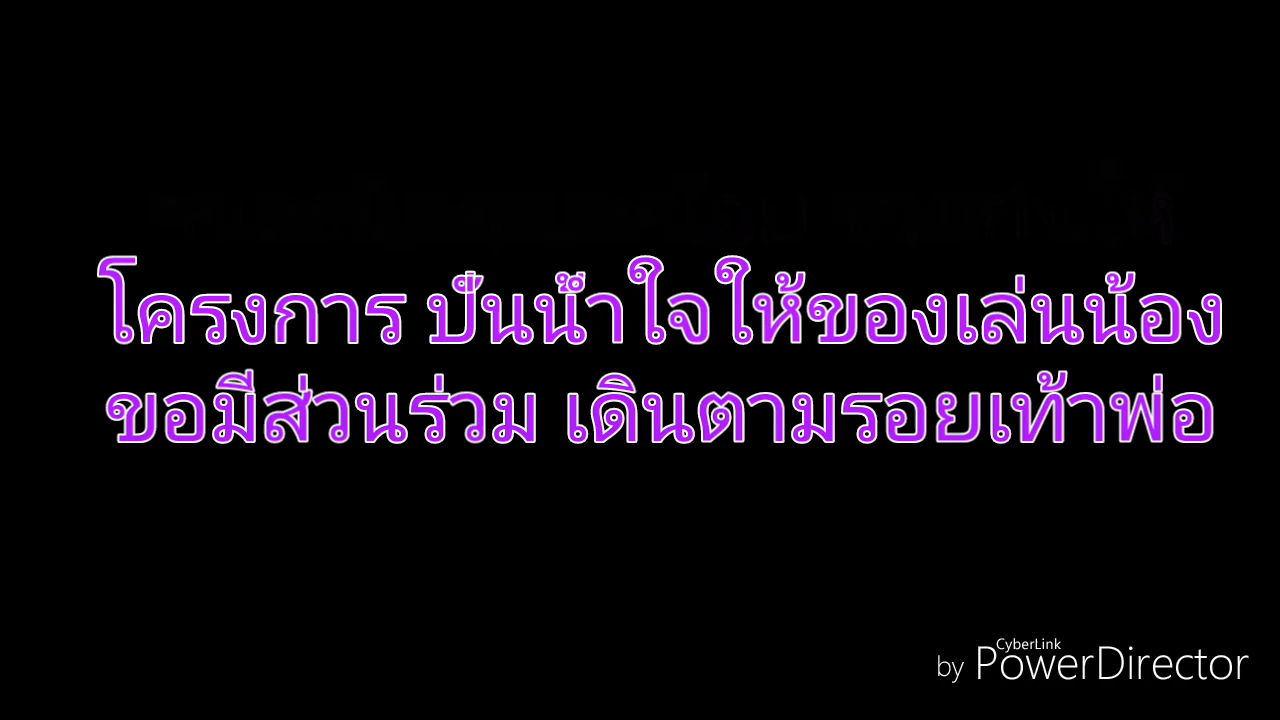 โครงการ ปั่นน้ำใจให้ของเล่นน้อง
ขอมีส่วนร่วม เดินตามรอยเท้าพ่อ
by CyberLink PowerDirector